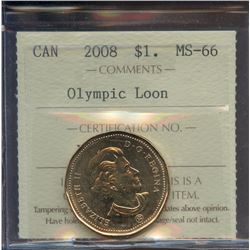 CAN 2008 $1. MS-66
— COMMENTS —
Olympic Loon
— CERTIFICATION NO. —
ELIZABETH II D·G·REGINA
IS IS A
ITEM.
Tampering
ates above opinion.
Have
age/seal not intact.